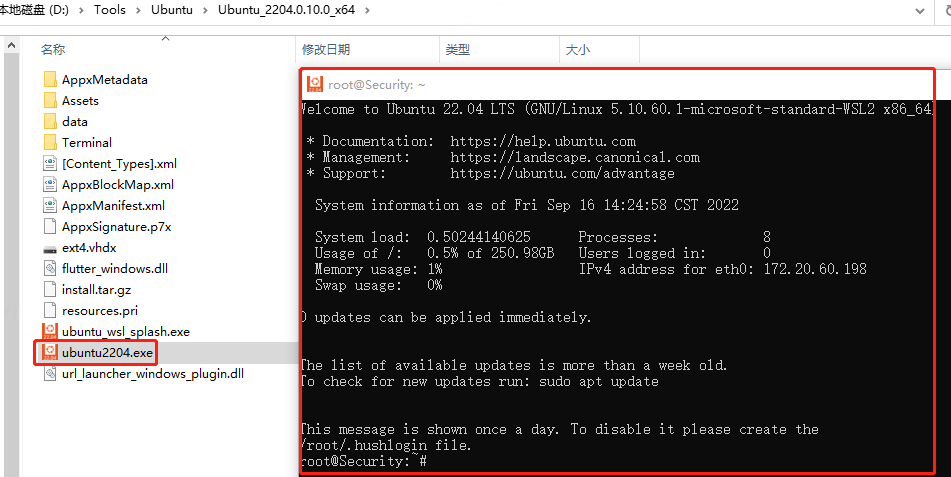 本地磁盘 (D:) › Tools › Ubuntu › Ubuntu_2204.0.10.0_x64 ›
名称 修改日期 类型 大小
AppxMetadata
Assets
data
Terminal
[Content_Types].xml
AppxBlockMap.xml
AppxManifest.xml
AppxSignature.p7x
ext4.vhdx
flutter_windows.dll
install.tar.gz
resources.pri
ubuntu_wsl_splash.exe
ubuntu2204.exe
url_launcher_windows_plugin.dll
root@Security: ~
Welcome to Ubuntu 22.04 LTS (GNU/Linux 5.10.60.1-microsoft-standard-WSL2 x86_64
* Documentation: https://help.ubuntu.com
* Management: https://landscape.canonical.com
* Support: https://ubuntu.com/advantage
System information as of Fri Sep 16 14:24:58 CST 2022
System load: 0.50244140625 Processes: 8
Usage of /: 0.5% of 250.98GB Users logged in: 0
Memory usage: 1% IPv4 address for eth0: 172.20.60.198
Swap usage: 0%
0 updates can be applied immediately.
The list of available updates is more than a week old.
To check for new updates run: sudo apt update
This message is shown once a day. To disable it please create the
/root/.hushlogin file.
root@Security:~#